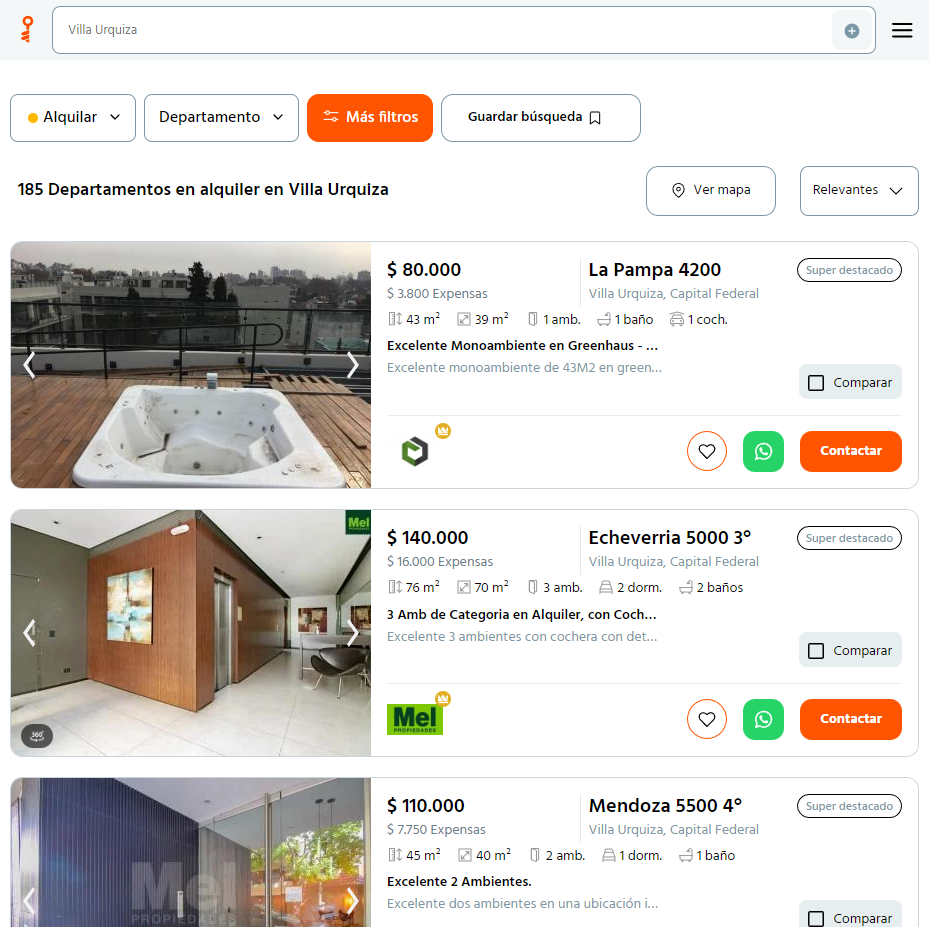 Villa Urquiza
Alquilar
Departamento
Más filtros
Guardar búsqueda
185 Departamentos en alquiler en Villa Urquiza
Ver mapa
Relevantes
$ 80.000
La Pampa 4200
Super destacado
$ 3.800 Expensas
Villa Urquiza, Capital Federal
43 m² 39 m² 1 amb. 1 baño 1 coch.
Excelente Monoambiente en Greenhaus - ...
Excelente monoambiente de 43M2 en green...
Comparar
Contactar
Mel
PROPIEDADES
$ 140.000
Echeverria 5000 3°
Super destacado
$ 16.000 Expensas
Villa Urquiza, Capital Federal
76 m² 70 m² 3 amb. 2 dorm. 2 baños
3 Amb de Categoria en Alquiler, con Coch...
Excelente 3 ambientes con cochera con det...
Comparar
360°
Mel
PROPIEDADES
Contactar
$ 110.000
Mendoza 5500 4°
Super destacado
$ 7.750 Expensas
Villa Urquiza, Capital Federal
45 m² 40 m² 2 amb. 1 dorm. 1 baño
Excelente 2 Ambientes.
Excelente dos ambientes en una ubicación i...
Mel
PROPIEDADES
Comparar